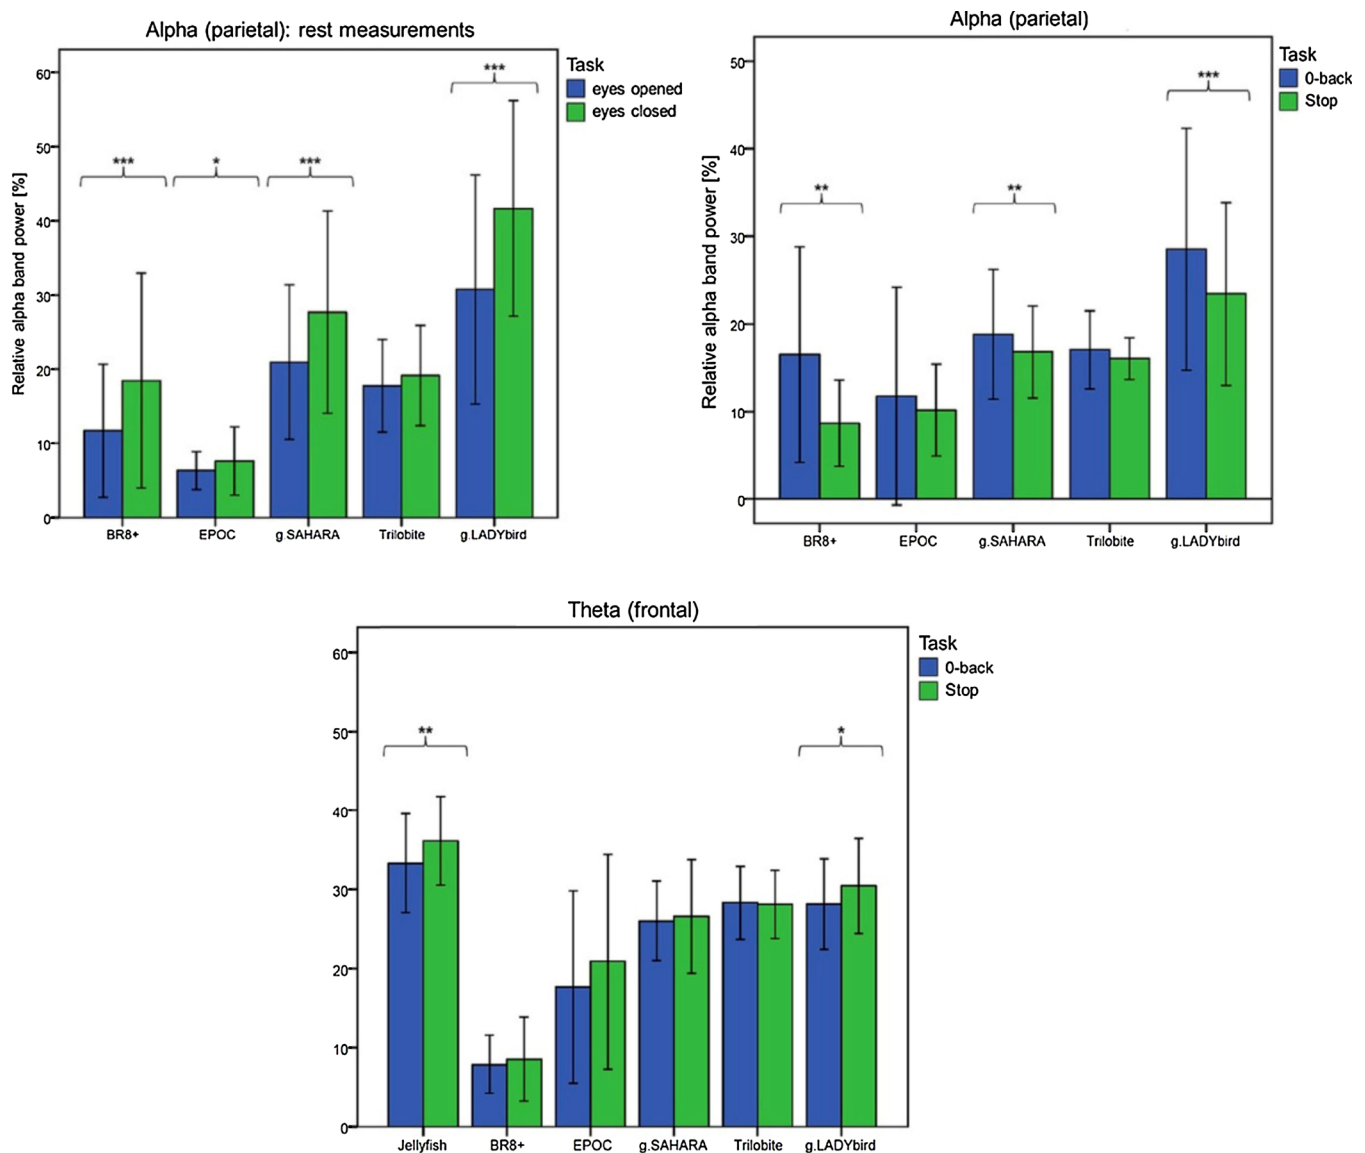 Alpha (parietal): rest measurements
Task
eyes opened
eyes closed
Relative alpha band power [%]
60
50
40
30
20
10
0
***
*
***
***
BR8+ EPOC g.SAHARA Trilobite g.LADYbird
Alpha (parietal)
Task
0-back
Stop
Relative alpha band power [%]
50
40
30
20
10
0
**
**
***
BR8+ EPOC g.SAHARA Trilobite g.LADYbird
Theta (frontal)
Task
0-back
Stop
60
50
40
30
20
10
0
**
*
Jellyfish BR8+ EPOC g.SAHARA Trilobite g.LADYbird